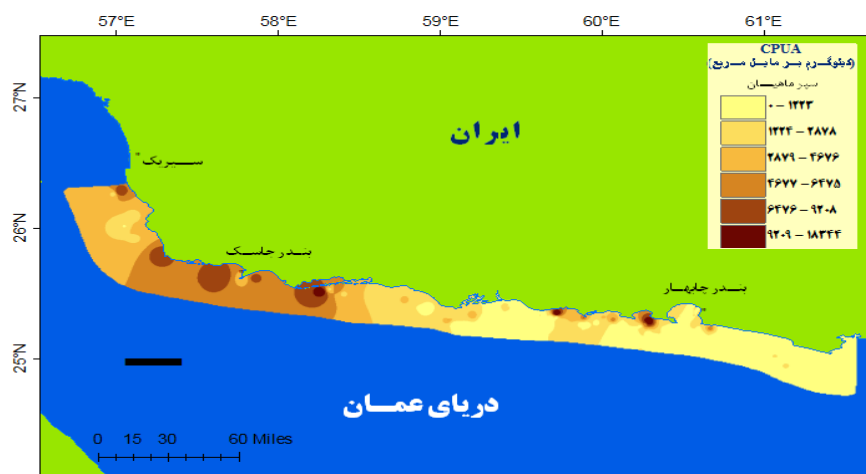 57°E 58°E 59°E 60°E 61°E
27°N
26°N
25°N
CPUA
(کیلوگرم بر مایل مربع)
سپر ماهیان
۰ – ۱۲۲۳
۱۲۲۴ – ۲۸۷۸
۲۸۷۹ – ۴۶۷۶
۴۶۷۷ – ۶۴۷۵
۶۴۷۶ – ۹۲۰۸
۹۲۰۹ – ۱۸۳۴۴
ایران
سیریک
بندر جاسک
بندر چابهار
دریای عمان
0 15 30 60 Miles